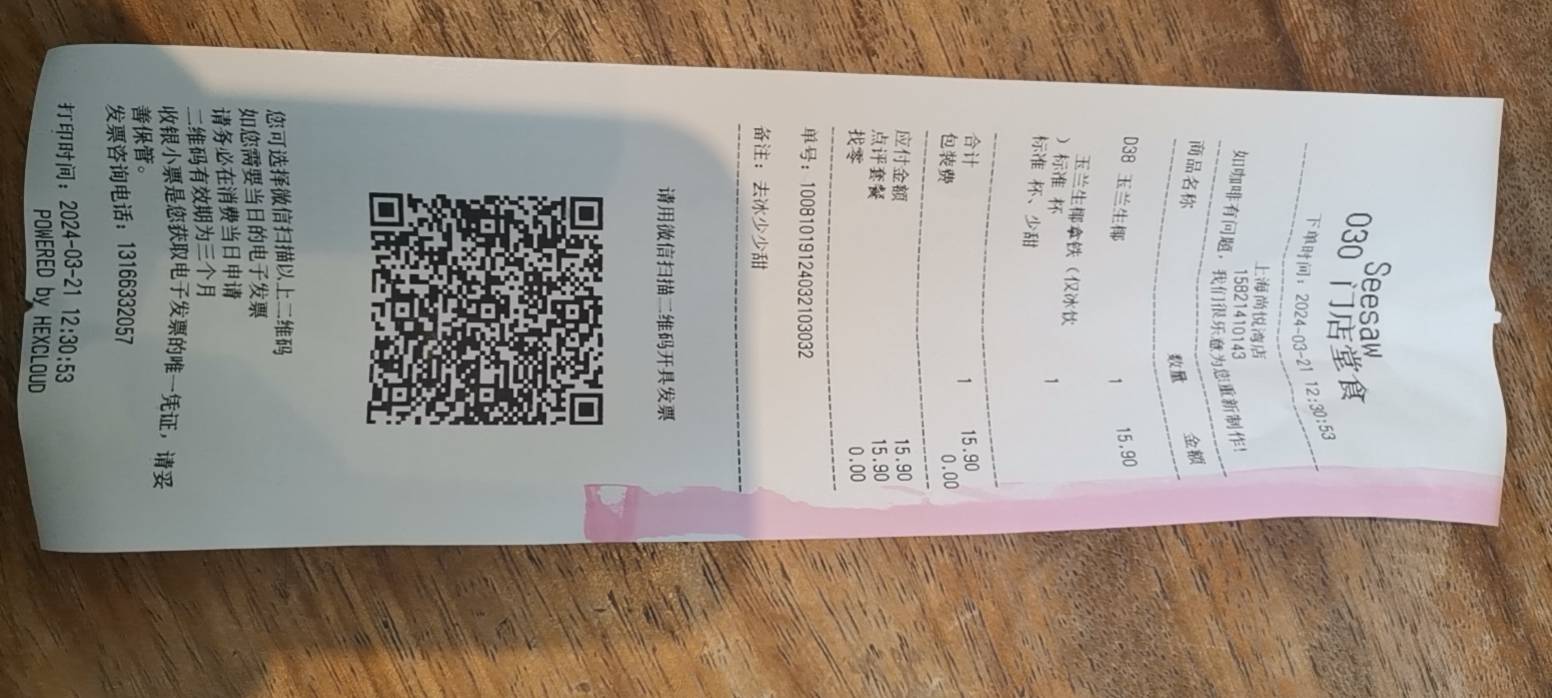 Seesaw
030 门店堂食
下单时间：2024-03-21 12:30:53
上海尚悦湾店
15821410143
如咖啡有问题，我们很乐意为您重新制作！
商品名称 数量 金额
D38 玉兰生椰 1 15.90
玉兰生椰拿铁（仅冰饮
）标准 杯 1
标准 杯、少甜
合计 1 15.90
包装费 0.00
应付金额 15.90
点评套餐 15.90
找零 0.00
单号：10081019124032103032
备注：去冰少少甜
请用微信扫描二维码开具发票
您可选择微信扫描以上二维码
如您需要当日的电子发票
请务必在消费当日申请
二维码有效期为三个月
收银小票是您获取电子发票的唯一凭证，请妥
善保管。
发票咨询电话：13166332057
打印时间：2024-03-21 12:30:53
POWERED by HEXCLOUD